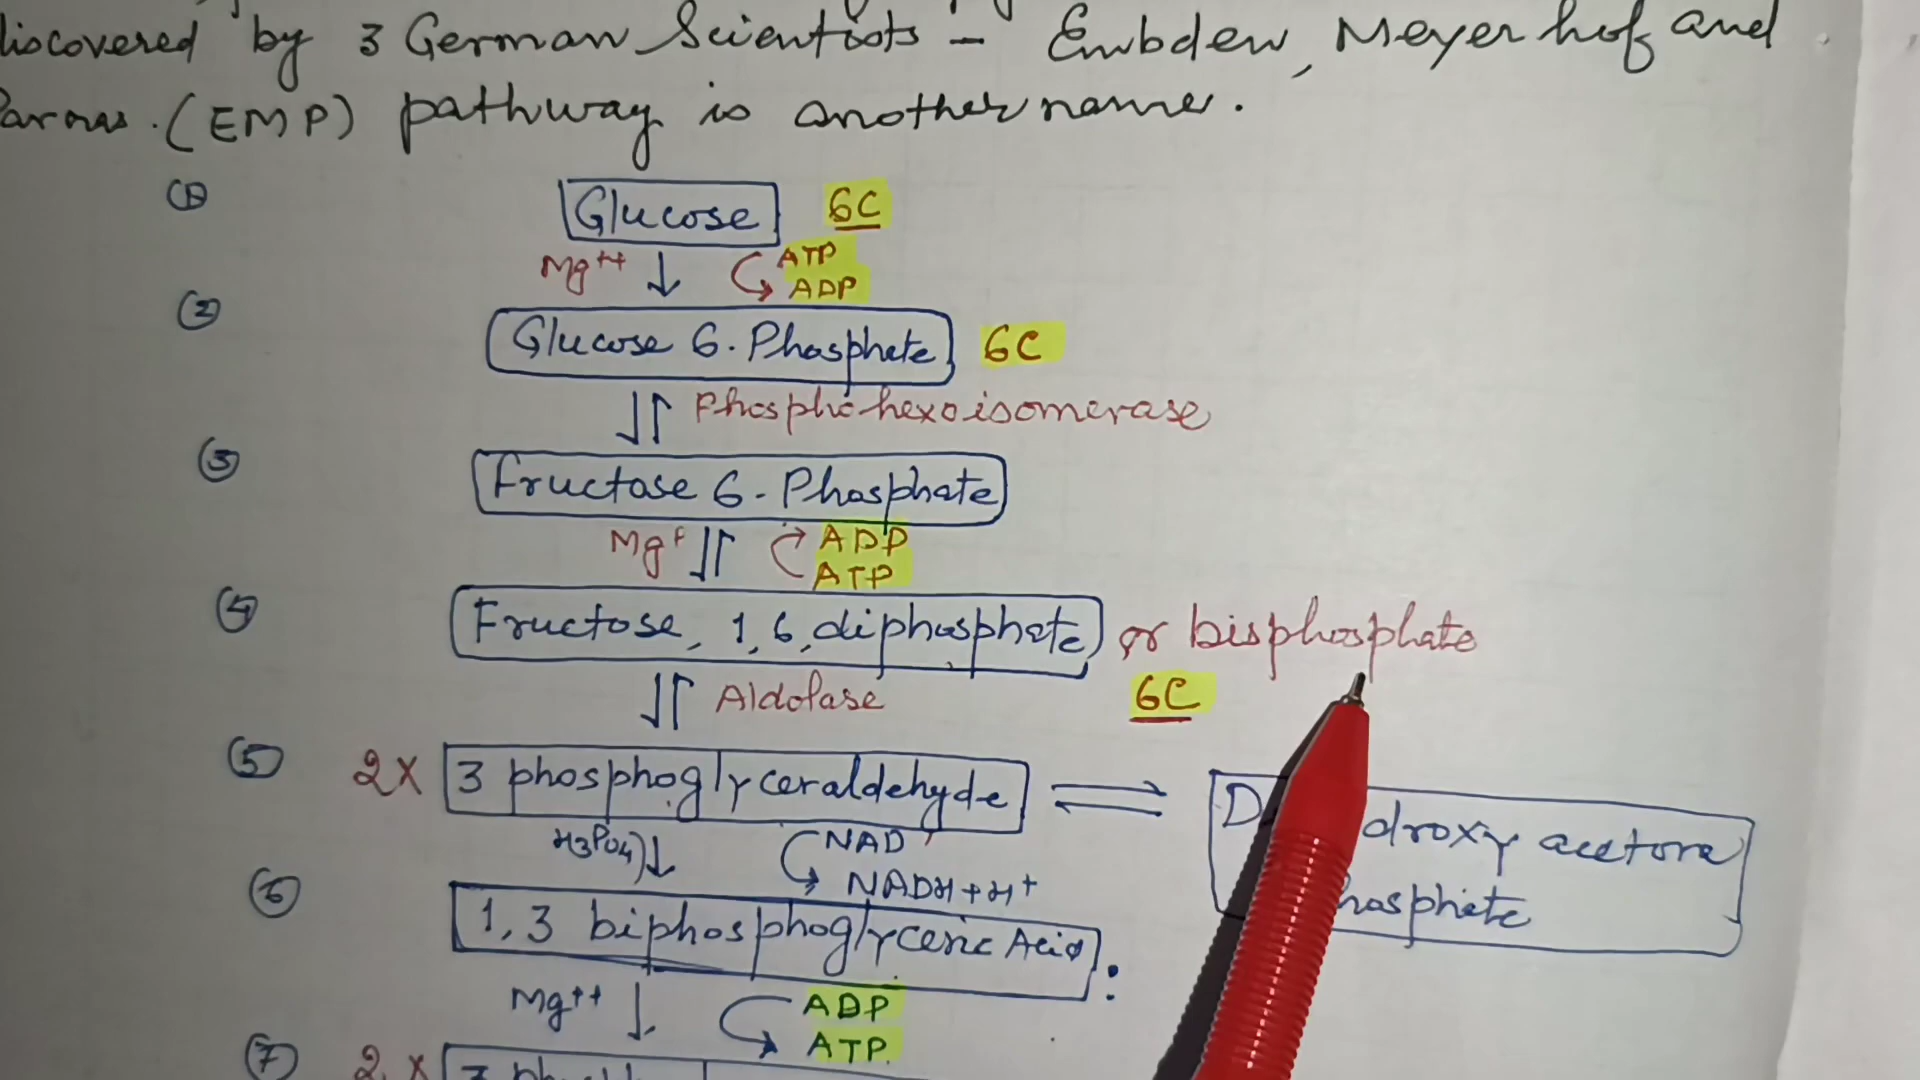 discovered by 3 German Scientists - Embden, Meyerhof and
Parnas. (EMP) pathway is another name.
(1) Glucose 6C
Mg++ ↓ ATP
ADP
(2) Glucose 6. Phosphate 6C
Phosphohexoisomerase
(3) Fructose 6 - Phosphate
Mg+ ADP
ATP
(4) Fructose, 1, 6, diphosphate or bisphosphate
Aldolase 6C
(5) 2X 3 phosphoglyceraldehyde
droxy acetone
H3PO4 ↓ NAD
NADH + H+
(6) 1, 3 biphosphoglyceric Acid
Mg++ ↓ ADP
ATP
(7) 2 X 3